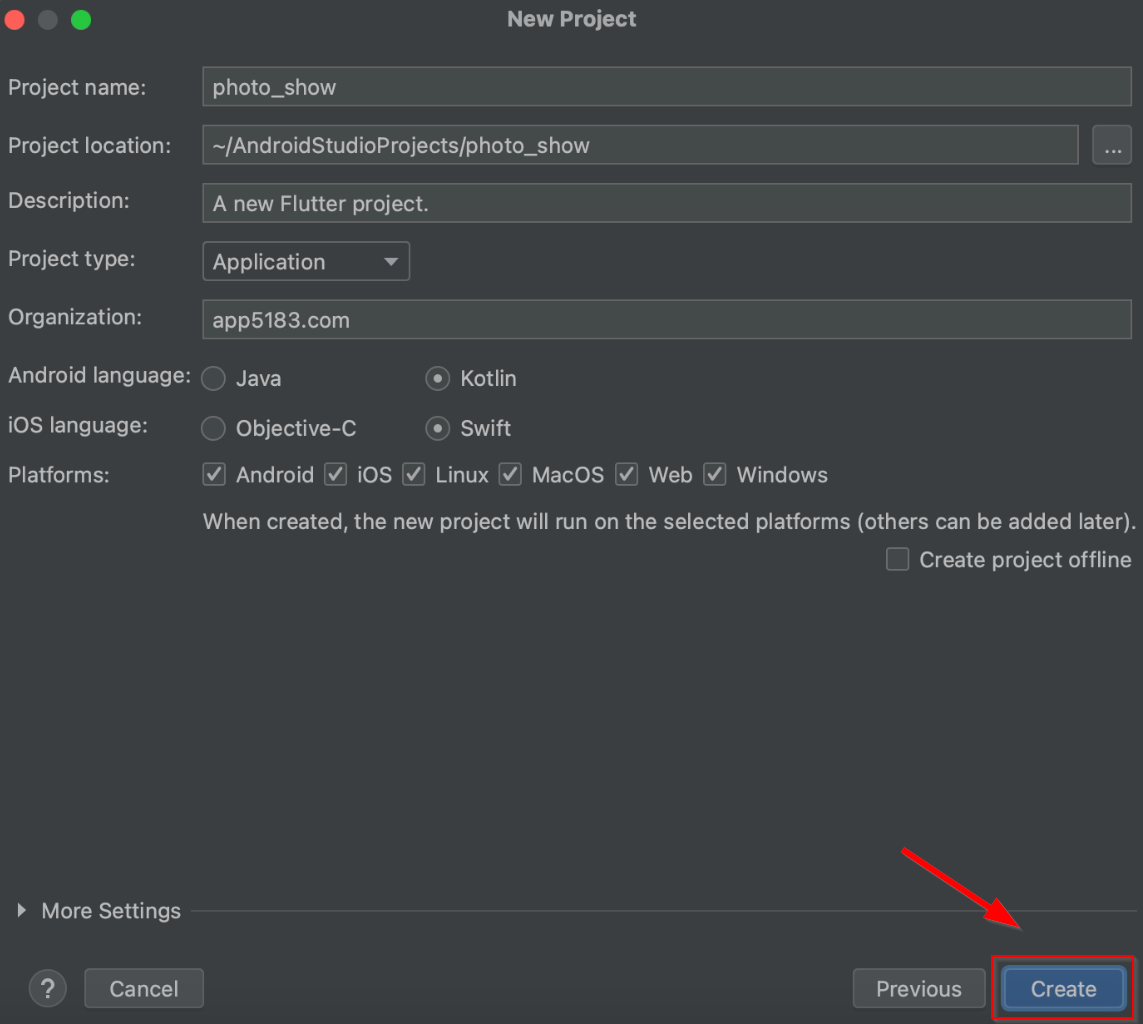 New Project
Project name: photo_show
Project location: ~/AndroidStudioProjects/photo_show ...
Description: A new Flutter project.
Project type: Application
Organization: app5183.com
Android language: Java Kotlin
iOS language: Objective-C Swift
Platforms: Android iOS Linux MacOS Web Windows
When created, the new project will run on the selected platforms (others can be added later).
Create project offline
More Settings
? Cancel Previous Create